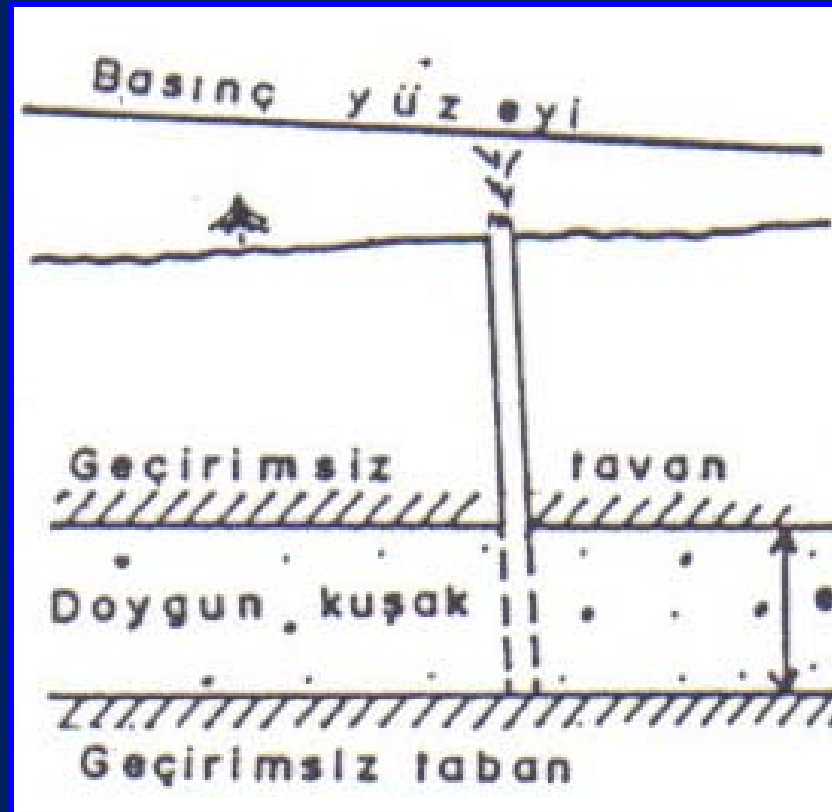 Basınç yüzeyi
Geçirimsiz tavan
Doygun kuşak e
Geçirimsiz taban